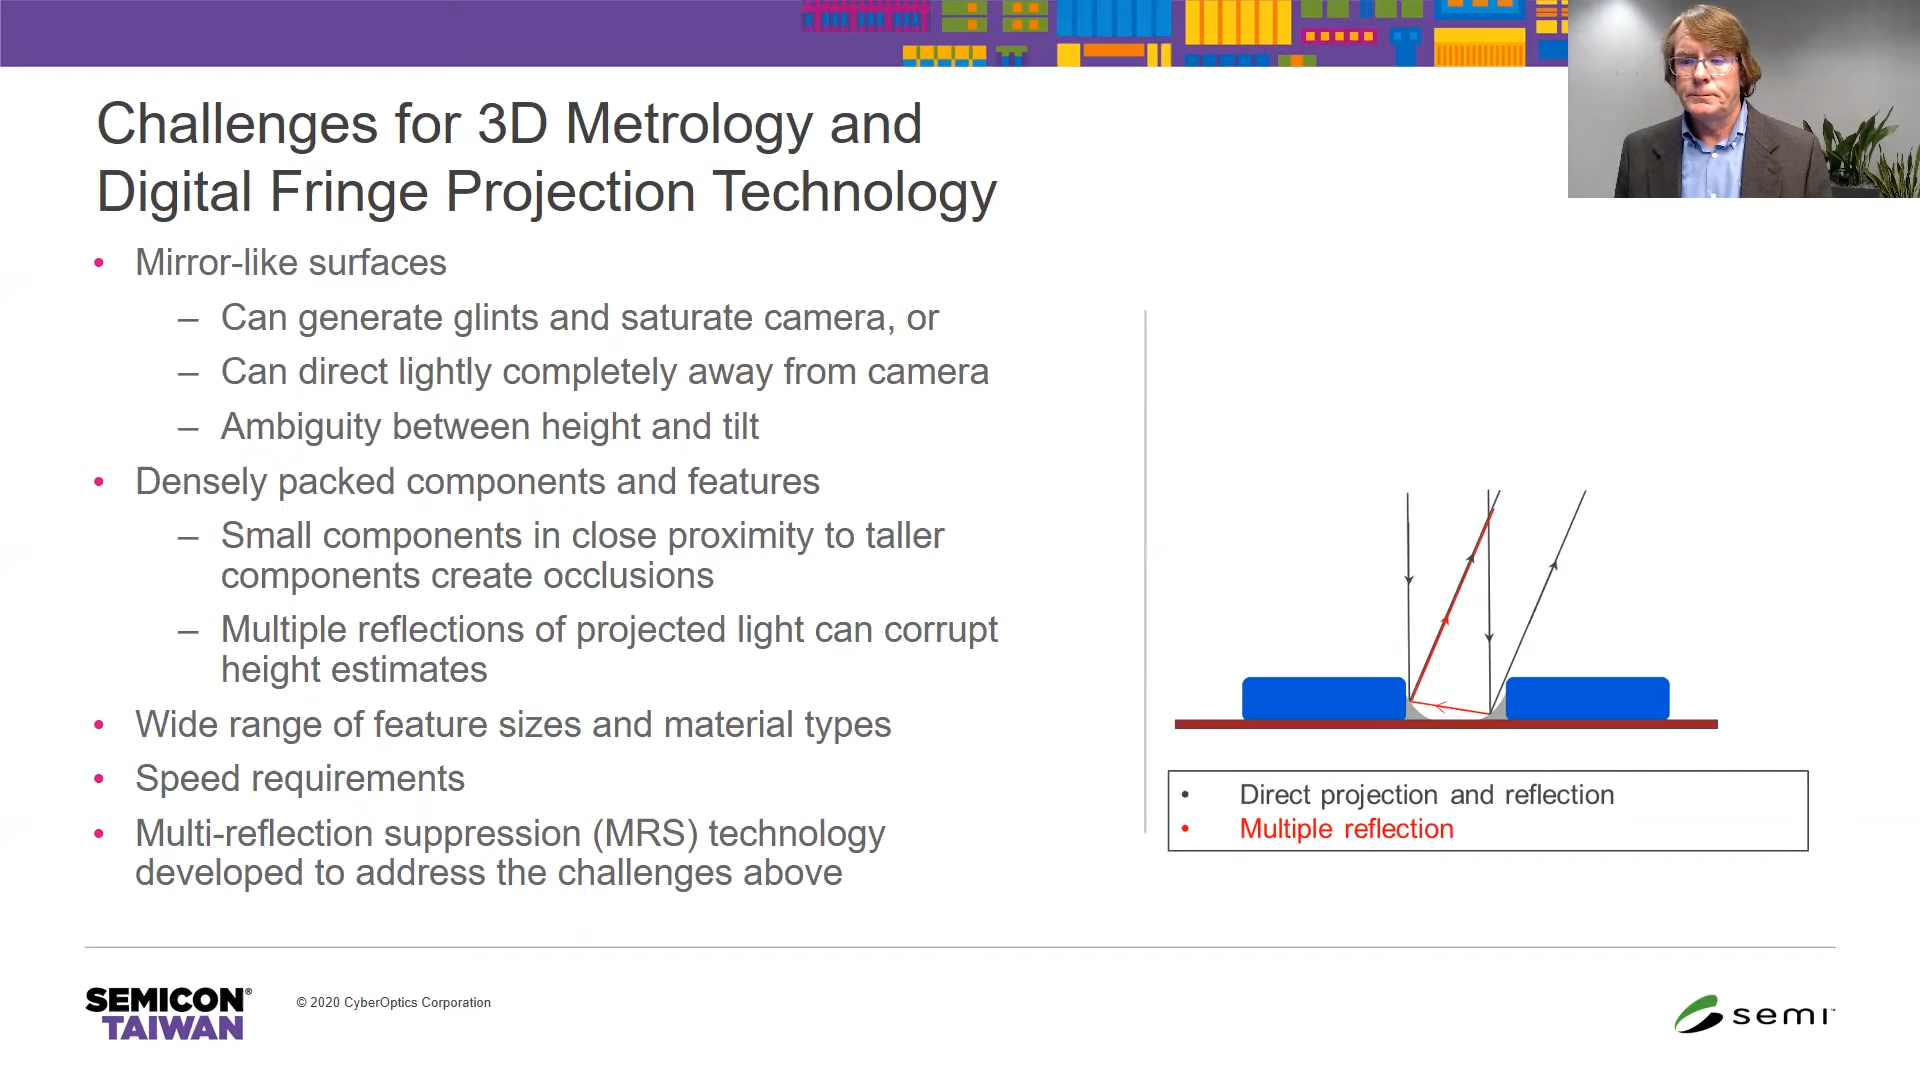 Challenges for 3D Metrology and
Digital Fringe Projection Technology
• Mirror-like surfaces
– Can generate glints and saturate camera, or
– Can direct lightly completely away from camera
– Ambiguity between height and tilt
• Densely packed components and features
– Small components in close proximity to taller
components create occlusions
– Multiple reflections of projected light can corrupt
height estimates
• Wide range of feature sizes and material types
• Speed requirements
• Multi-reflection suppression (MRS) technology
developed to address the challenges above
• Direct projection and reflection
• Multiple reflection
SEMICON®
TAIWAN
© 2020 CyberOptics Corporation
semi™